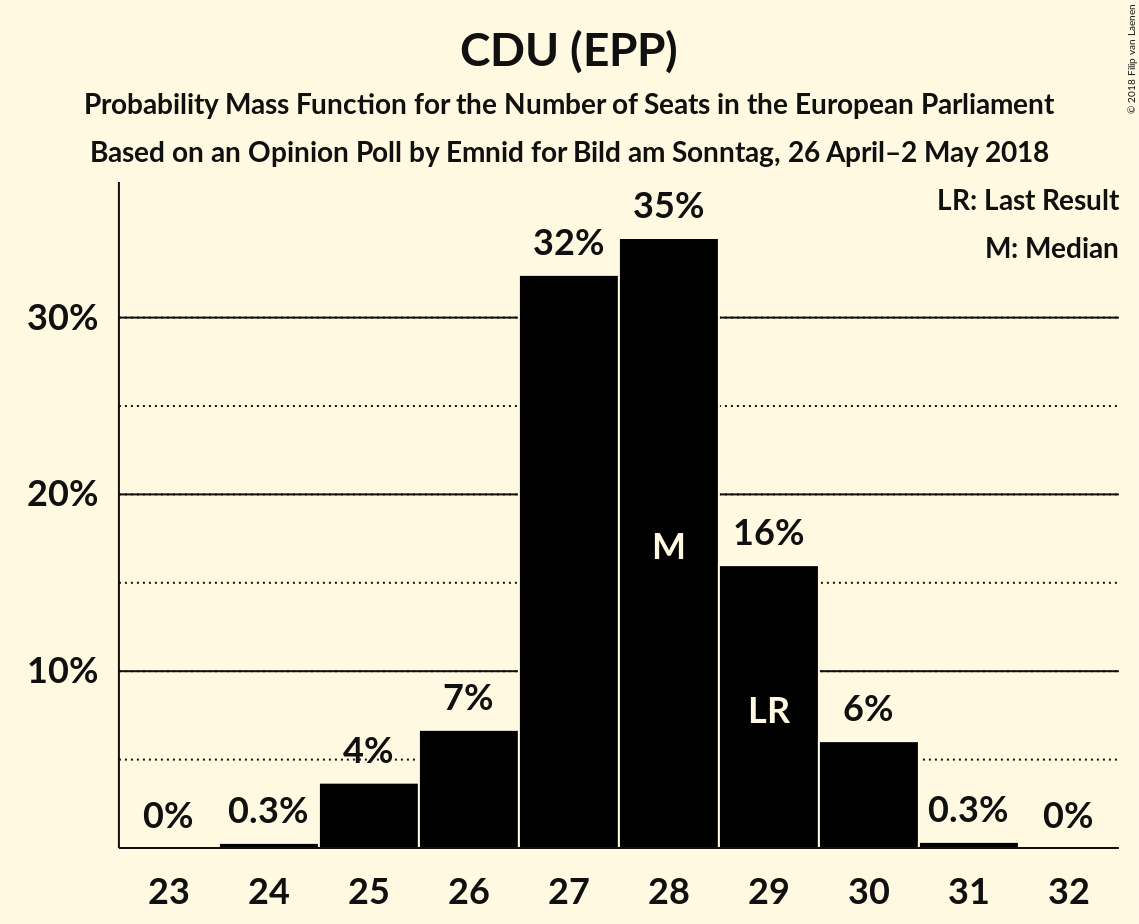 CDU (EPP)
Probability Mass Function for the Number of Seats in the European Parliament
Based on an Opinion Poll by Emnid for Bild am Sonntag, 26 April–2 May 2018
© 2018 Filip van Laenen
LR: Last Result
M: Median
35%
32%
30%
20%
16%
M
10%
7%
LR
6%
4%
0%
0.3%
0.3%
0%
23
24
25
26
27
28
29
30
31
32